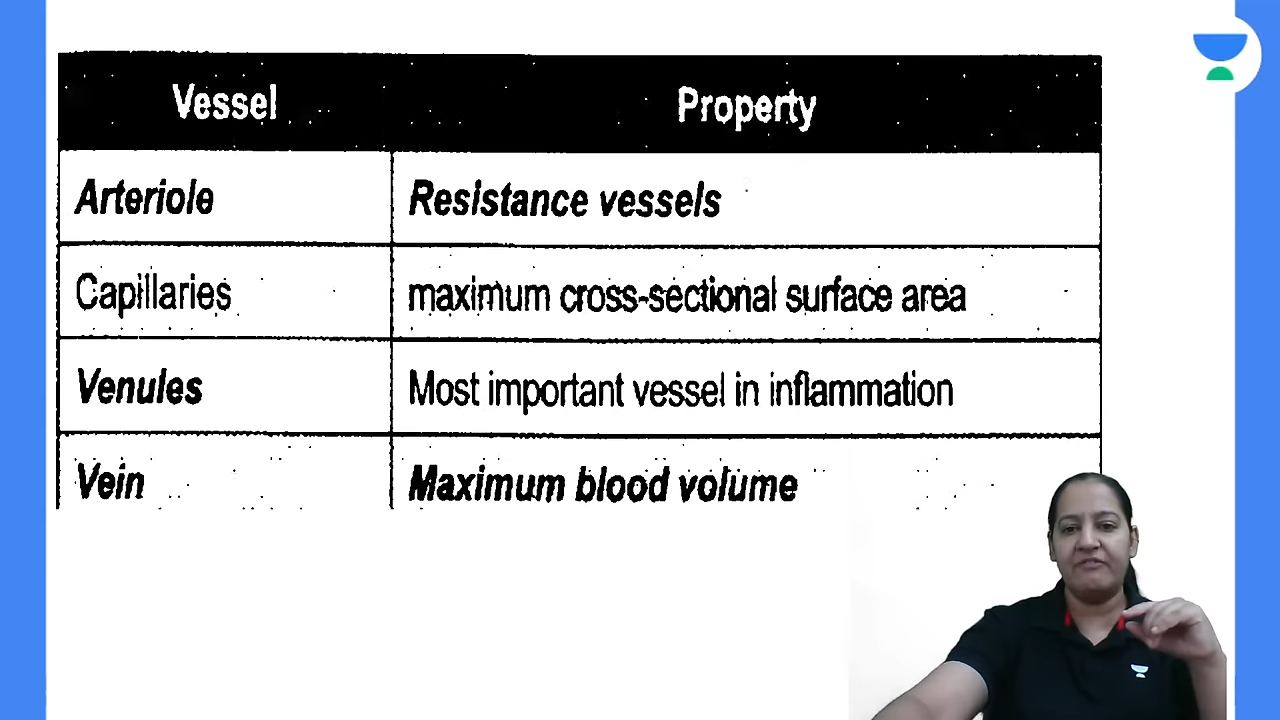 Vessel Property
Arteriole Resistance vessels
Capillaries maximum cross-sectional surface area
Venules Most important vessel in inflammation
Vein Maximum blood volume